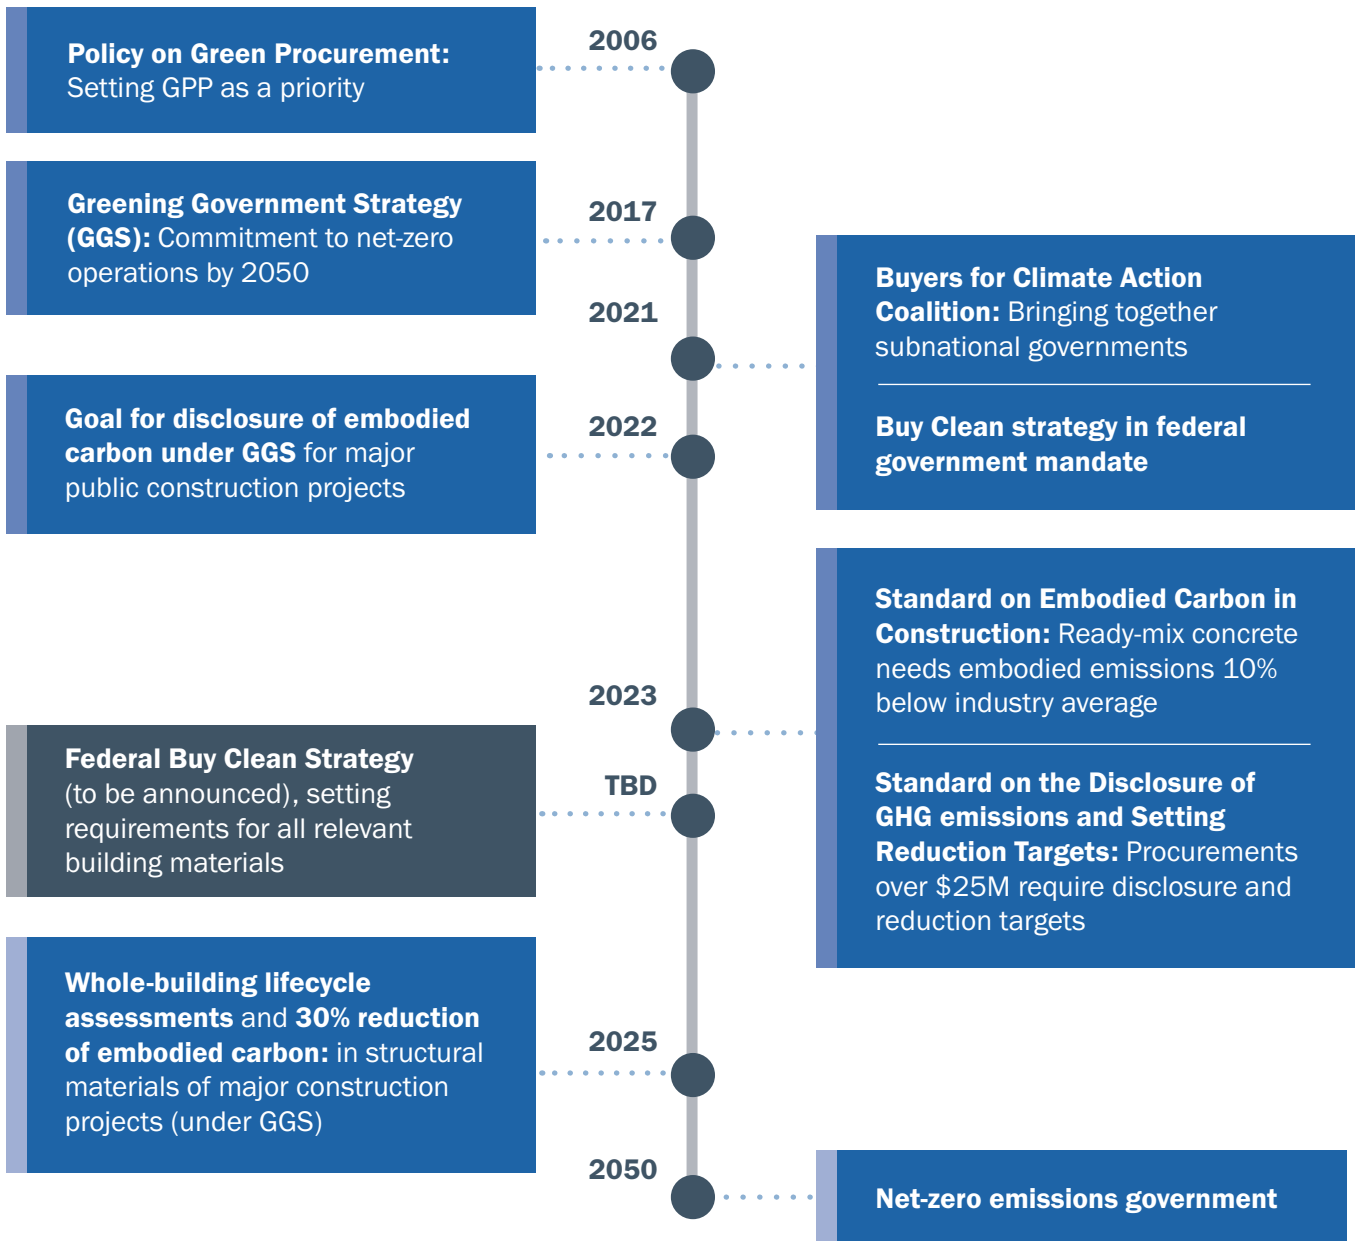 Policy on Green Procurement:
Setting GPP as a priority
2006
Greening Government Strategy
(GGS): Commitment to net-zero
operations by 2050
2017
2021
Buyers for Climate Action
Coalition: Bringing together
subnational governments
Buy Clean strategy in federal
government mandate
Goal for disclosure of embodied
carbon under GGS for major
public construction projects
2022
2023
Standard on Embodied Carbon in
Construction: Ready-mix concrete
needs embodied emissions 10%
below industry average
Standard on the Disclosure of
GHG emissions and Setting
Reduction Targets: Procurements
over $25M require disclosure and
reduction targets
Federal Buy Clean Strategy
(to be announced), setting
requirements for all relevant
building materials
TBD
Whole-building lifecycle
assessments and 30% reduction
of embodied carbon: in structural
materials of major construction
projects (under GGS)
2025
2050
Net-zero emissions government